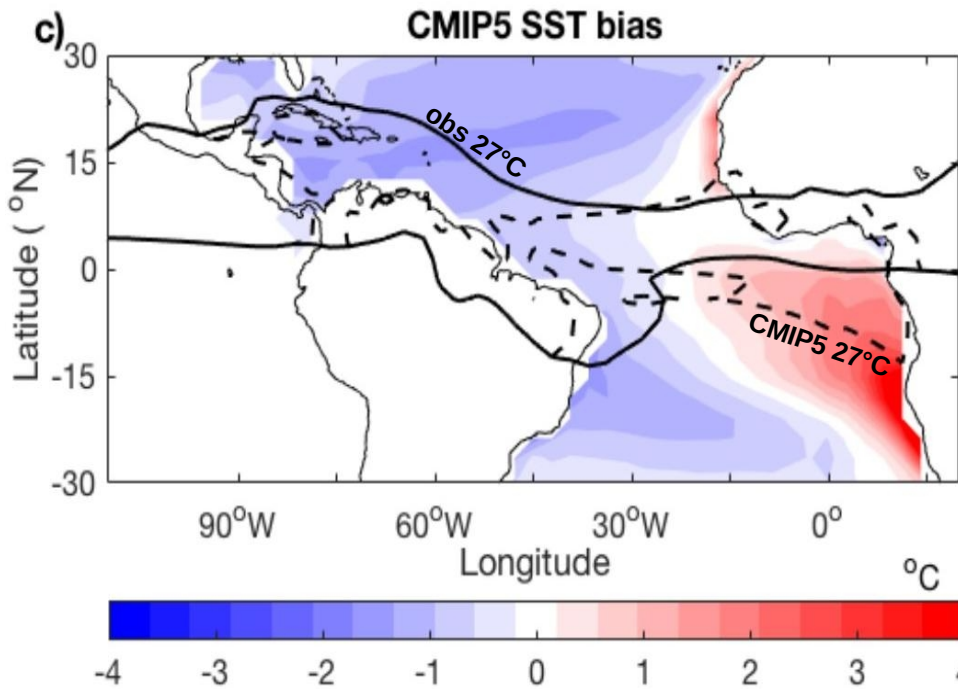 c) CMIP5 SST bias
30
15
0
-15
-30
Latitude ( °N)
obs 27°C
CMIP5 27°C
90°W 60°W 30°W 0°
Longitude
°C
-4 -3 -2 -1 0 1 2 3